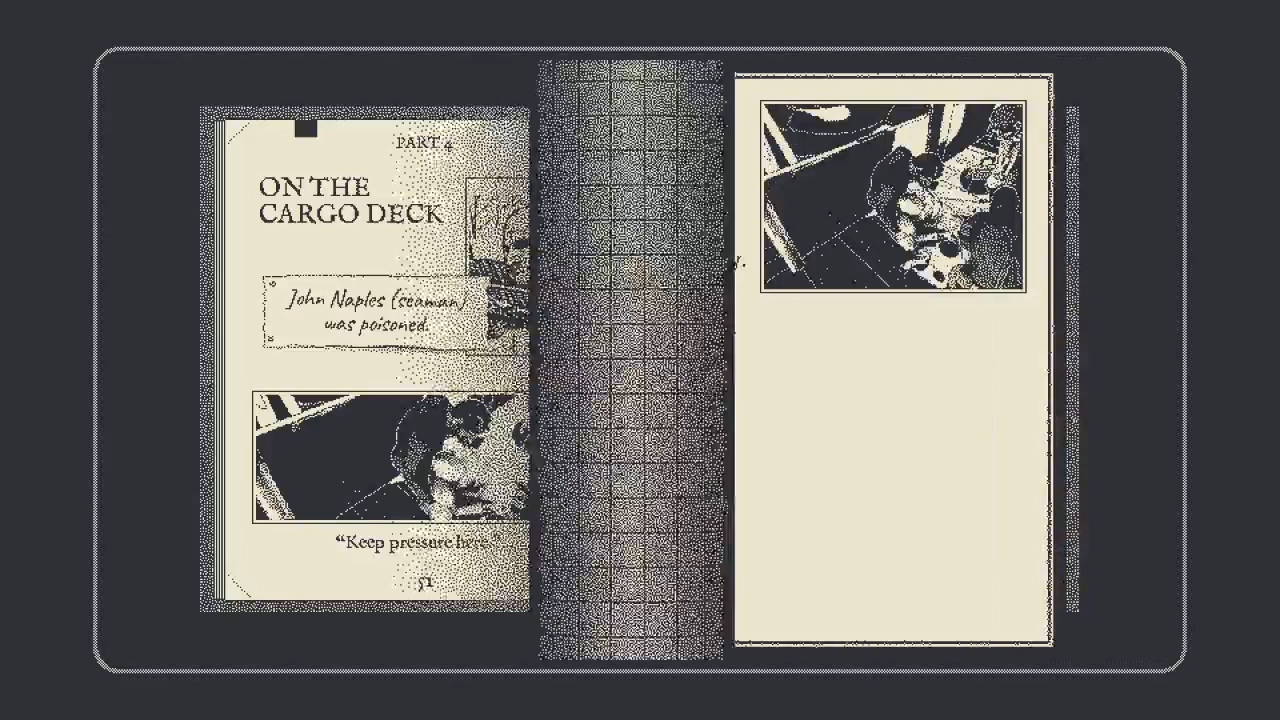 PART 4
ON THE
CARGO DECK
John Naples (seaman)
was poisoned.
"Keep pressure here
51